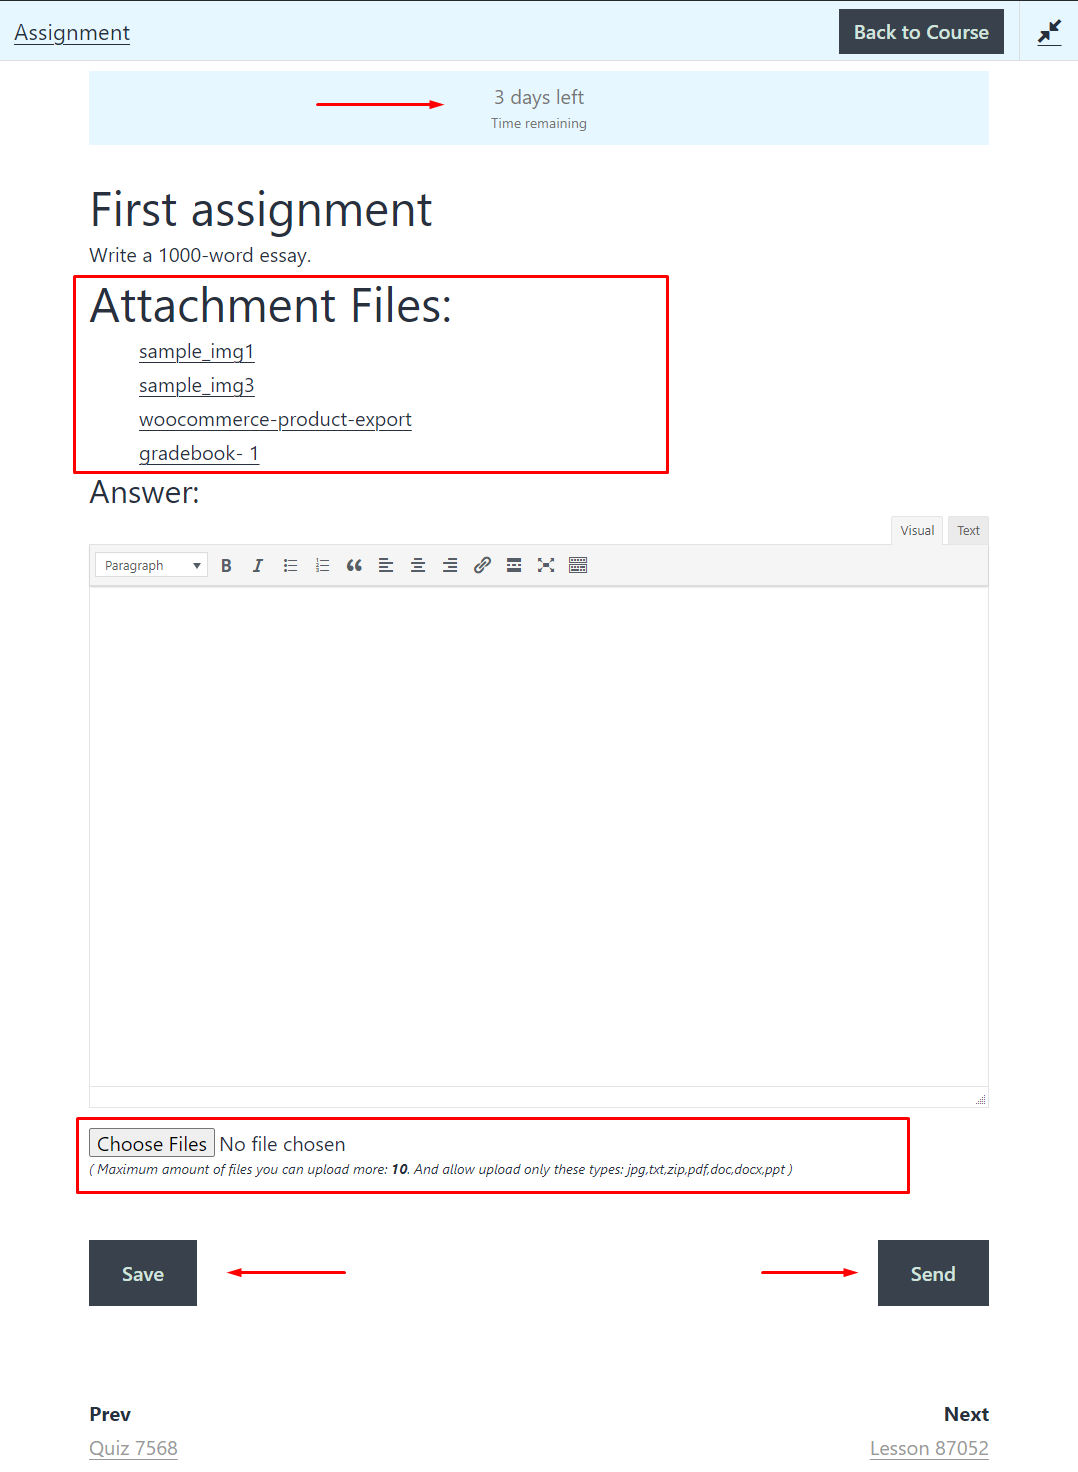 Assignment
Back to Course
3 days left
Time remaining
First assignment
Write a 1000-word essay.
Attachment Files:
sample_img1
sample_img3
woocommerce-product-export
gradebook- 1
Answer:
Visual Text
Paragraph
Choose Files No file chosen
( Maximum amount of files you can upload more: 10. And allow upload only these types: jpg,txt,zip,pdf,doc,docx,ppt )
Save Send
Prev Next
Quiz 7568 Lesson 87052